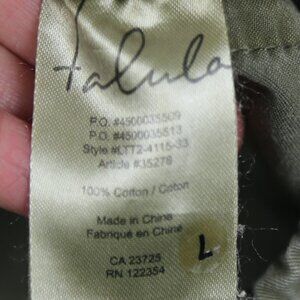 Falula
P.O. #4500035509
P.O. #4500035513
Style #LTT2-4115-33
Article #35278
100% Cotton / Coton
Made in China
Fabriqué en Chine
L
CA 23725
RN 122354